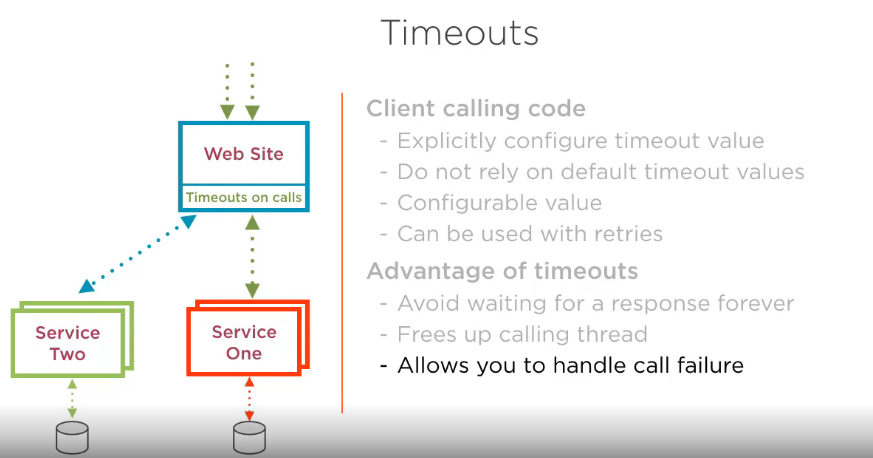 Timeouts
Web Site
Timeouts on calls
Service
Two
Service
One
Client calling code
- Explicitly configure timeout value
- Do not rely on default timeout values
- Configurable value
- Can be used with retries
Advantage of timeouts
- Avoid waiting for a response forever
- Frees up calling thread
- Allows you to handle call failure